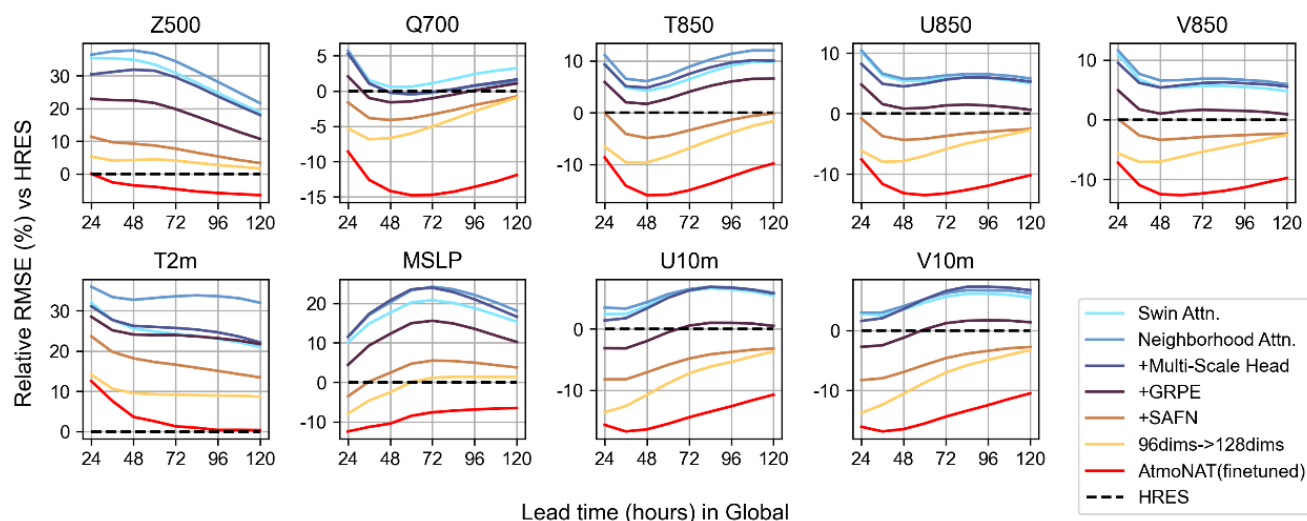 Z500
Q700
T850
U850
V850
30
20
10
0
24 48 72 96 120
5
0
-5
-10
-15
24 48 72 96 120
10
0
-10
24 48 72 96 120
10
0
-10
24 48 72 96 120
10
0
-10
24 48 72 96 120
Relative RMSE (%) vs HRES
T2m
MSLP
U10m
V10m
30
20
10
0
24 48 72 96 120
20
10
0
-10
24 48 72 96 120
0
-10
24 48 72 96 120
0
-10
24 48 72 96 120
Swin Attn.
Neighborhood Attn.
+Multi-Scale Head
+GRPE
+SAFN
96dims->128dims
AtmoNAT(finetuned)
HRES
Lead time (hours) in Global